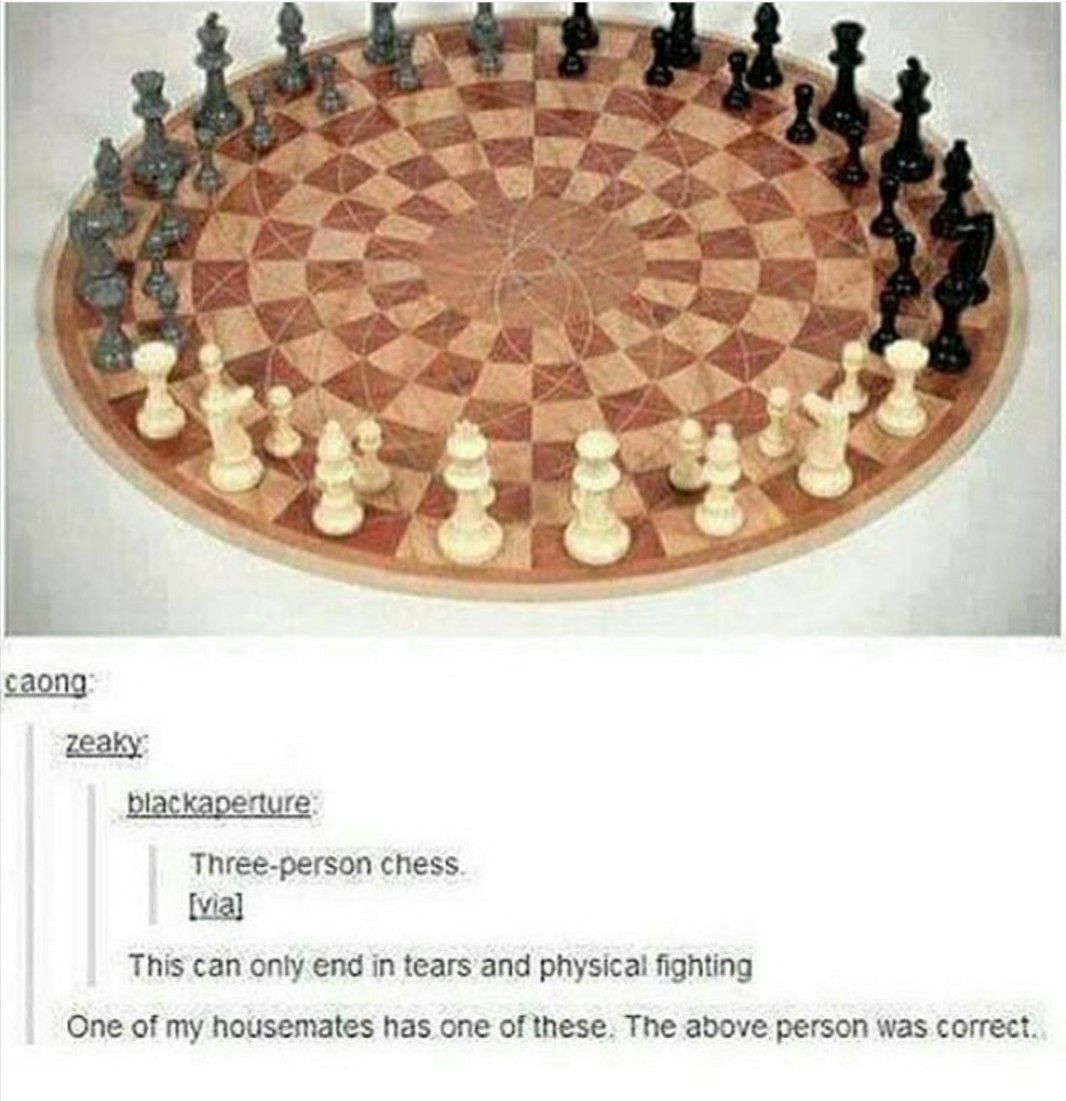 caong:
zeaky:
blackaperture:
Three-person chess.
[via]
This can only end in tears and physical fighting
One of my housemates has one of these. The above person was correct.